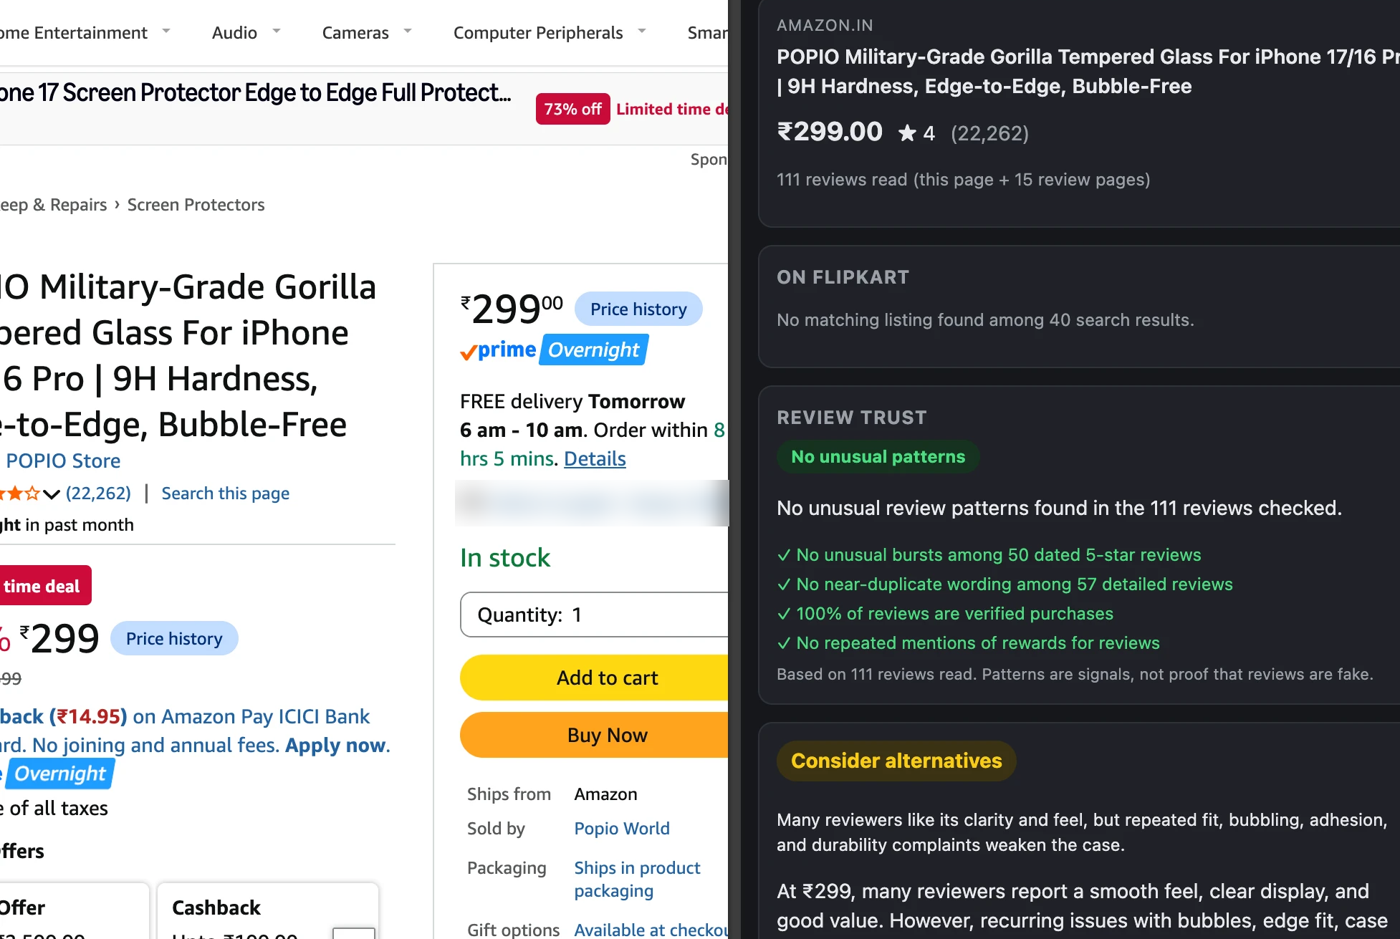 ome Entertainment
Audio
Cameras
Computer Peripherals
Smar
one 17 Screen Protector Edge to Edge Full Protect...
73% off
Limited time de
Spon
eep & Repairs › Screen Protectors
IO Military-Grade Gorilla
pered Glass For iPhone
6 Pro | 9H Hardness,
e-to-Edge, Bubble-Free
POPIO Store
(22,262) | Search this page
ght in past month
time deal
% ₹299 Price history
99
back (₹14.95) on Amazon Pay ICICI Bank
ard. No joining and annual fees. Apply now.
e Overnight
e of all taxes
ffers
Offer
Cashback
₹299.00 Price history
prime Overnight
FREE delivery Tomorrow
6 am - 10 am. Order within 8
hrs 5 mins. Details
In stock
Quantity: 1
Add to cart
Buy Now
Ships from Amazon
Sold by Popio World
Packaging Ships in product
packaging
Gift options Available at checkou
AMAZON.IN
POPIO Military-Grade Gorilla Tempered Glass For iPhone 17/16 Pr
| 9H Hardness, Edge-to-Edge, Bubble-Free
₹299.00 ★ 4 (22,262)
111 reviews read (this page + 15 review pages)
ON FLIPKART
No matching listing found among 40 search results.
REVIEW TRUST
No unusual patterns
No unusual review patterns found in the 111 reviews checked.
✓ No unusual bursts among 50 dated 5-star reviews
✓ No near-duplicate wording among 57 detailed reviews
✓ 100% of reviews are verified purchases
✓ No repeated mentions of rewards for reviews
Based on 111 reviews read. Patterns are signals, not proof that reviews are fake.
Consider alternatives
Many reviewers like its clarity and feel, but repeated fit, bubbling, adhesion,
and durability complaints weaken the case.
At ₹299, many reviewers report a smooth feel, clear display, and
good value. However, recurring issues with bubbles, edge fit, case